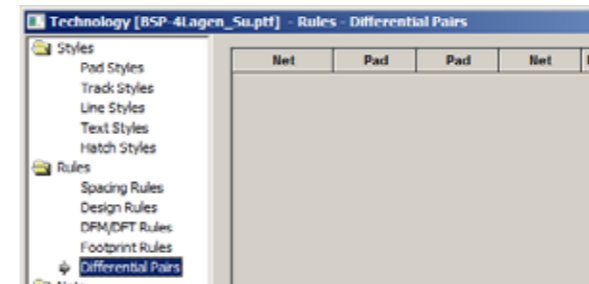 Technology [BSP-4Lagen_5u.ptf] - Rules - Differential Pairs
Styles
Pad Styles
Track Styles
Line Styles
Text Styles
Hatch Styles
Rules
Spacing Rules
Design Rules
DFM/DFT Rules
Footprint Rules
Differential Pairs
Net Pad Pad Net